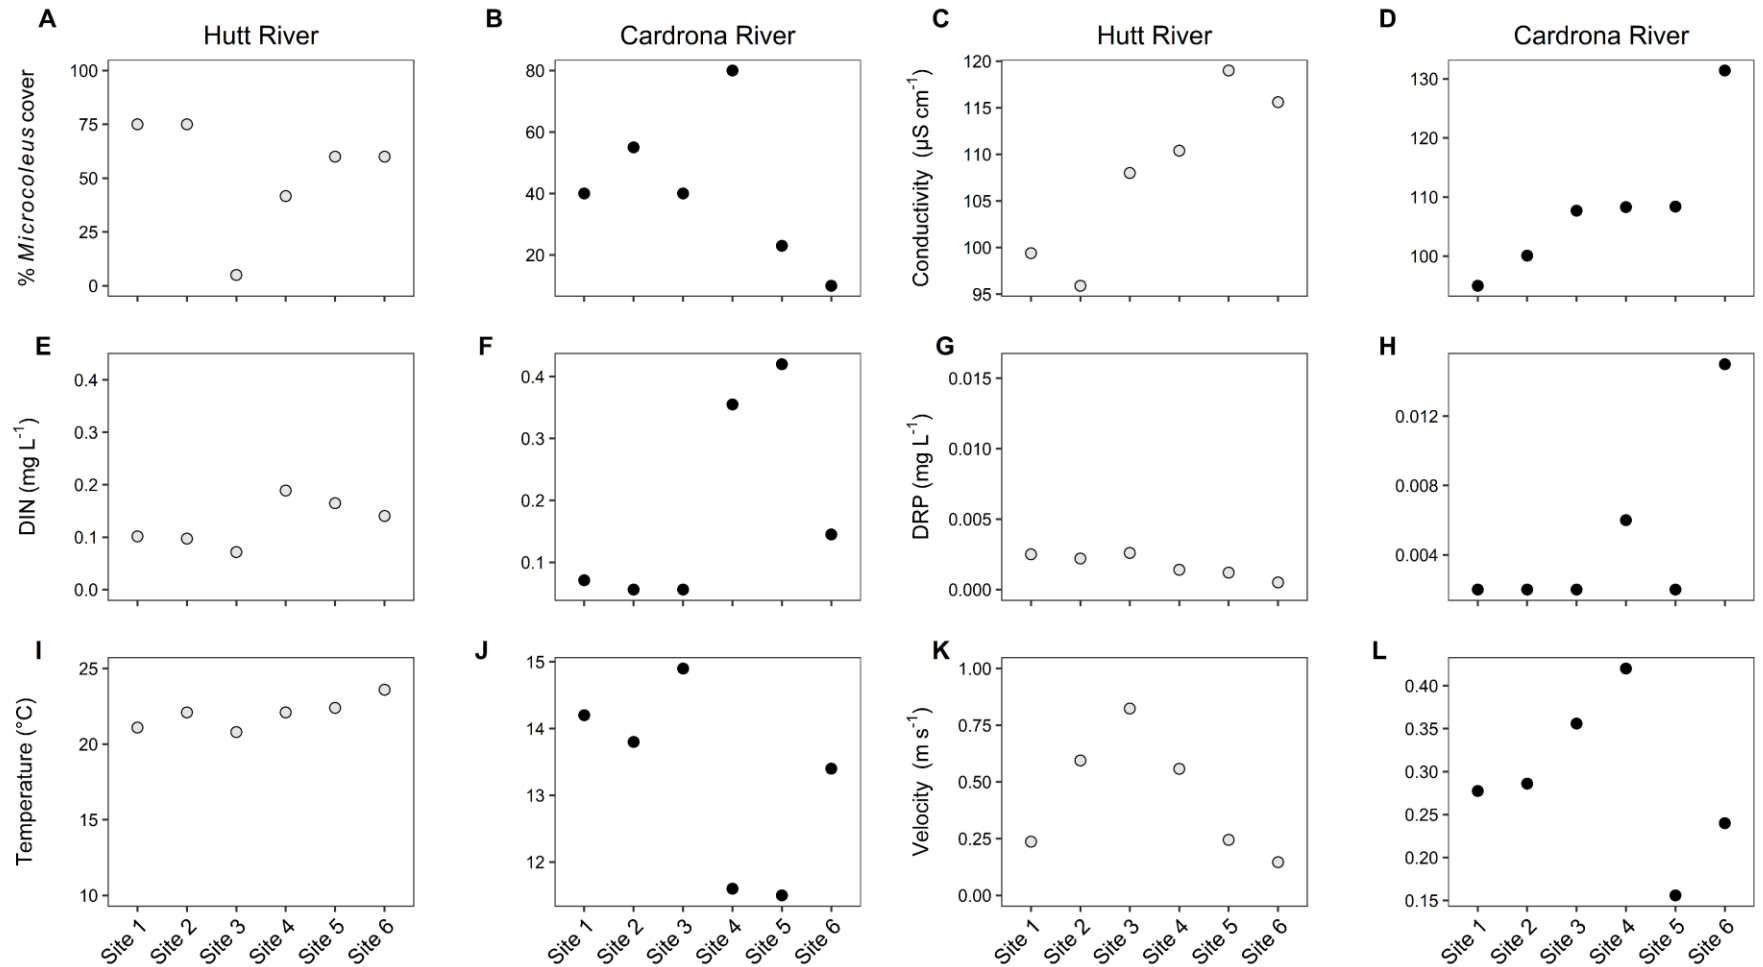 A
Hutt River
B
Cardrona River
C
Hutt River
D
Cardrona River
% Microcoleus cover
100
75
50
25
0
80
60
40
20
Conductivity (µS cm⁻¹)
120
115
110
105
100
95
130
120
110
100
E
F
G
H
DIN (mg L⁻¹)
0.4
0.3
0.2
0.1
0.0
0.4
0.3
0.2
0.1
DRP (mg L⁻¹)
0.015
0.010
0.005
0.000
0.012
0.008
0.004
I
J
K
L
Temperature (°C)
25
20
15
10
15
14
13
12
Velocity (m s⁻¹)
1.00
0.75
0.50
0.25
0.00
0.40
0.35
0.30
0.25
0.20
0.15
Site 1 Site 2 Site 3 Site 4 Site 5 Site 6
Site 1 Site 2 Site 3 Site 4 Site 5 Site 6
Site 1 Site 2 Site 3 Site 4 Site 5 Site 6
Site 1 Site 2 Site 3 Site 4 Site 5 Site 6